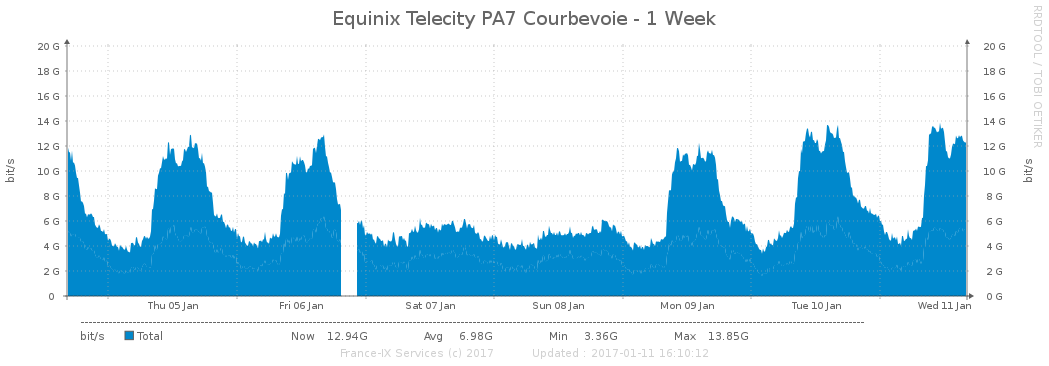 Equinix Telecity PA7 Courbevoie - 1 Week
RRDTOOL / TOBI OETIKER
bit/s
20 G 20 G
18 G 18 G
16 G 16 G
14 G 14 G
12 G 12 G
10 G 10 G
8 G 8 G
6 G 6 G
4 G 4 G
2 G 2 G
0 0 G
bit/s
Thu 05 Jan Fri 06 Jan Sat 07 Jan Sun 08 Jan Mon 09 Jan Tue 10 Jan Wed 11 Jan
bit/s Total Now 12.94G Avg 6.98G Min 3.36G Max 13.85G
France-IX Services (c) 2017 Updated : 2017-01-11 16:10:12